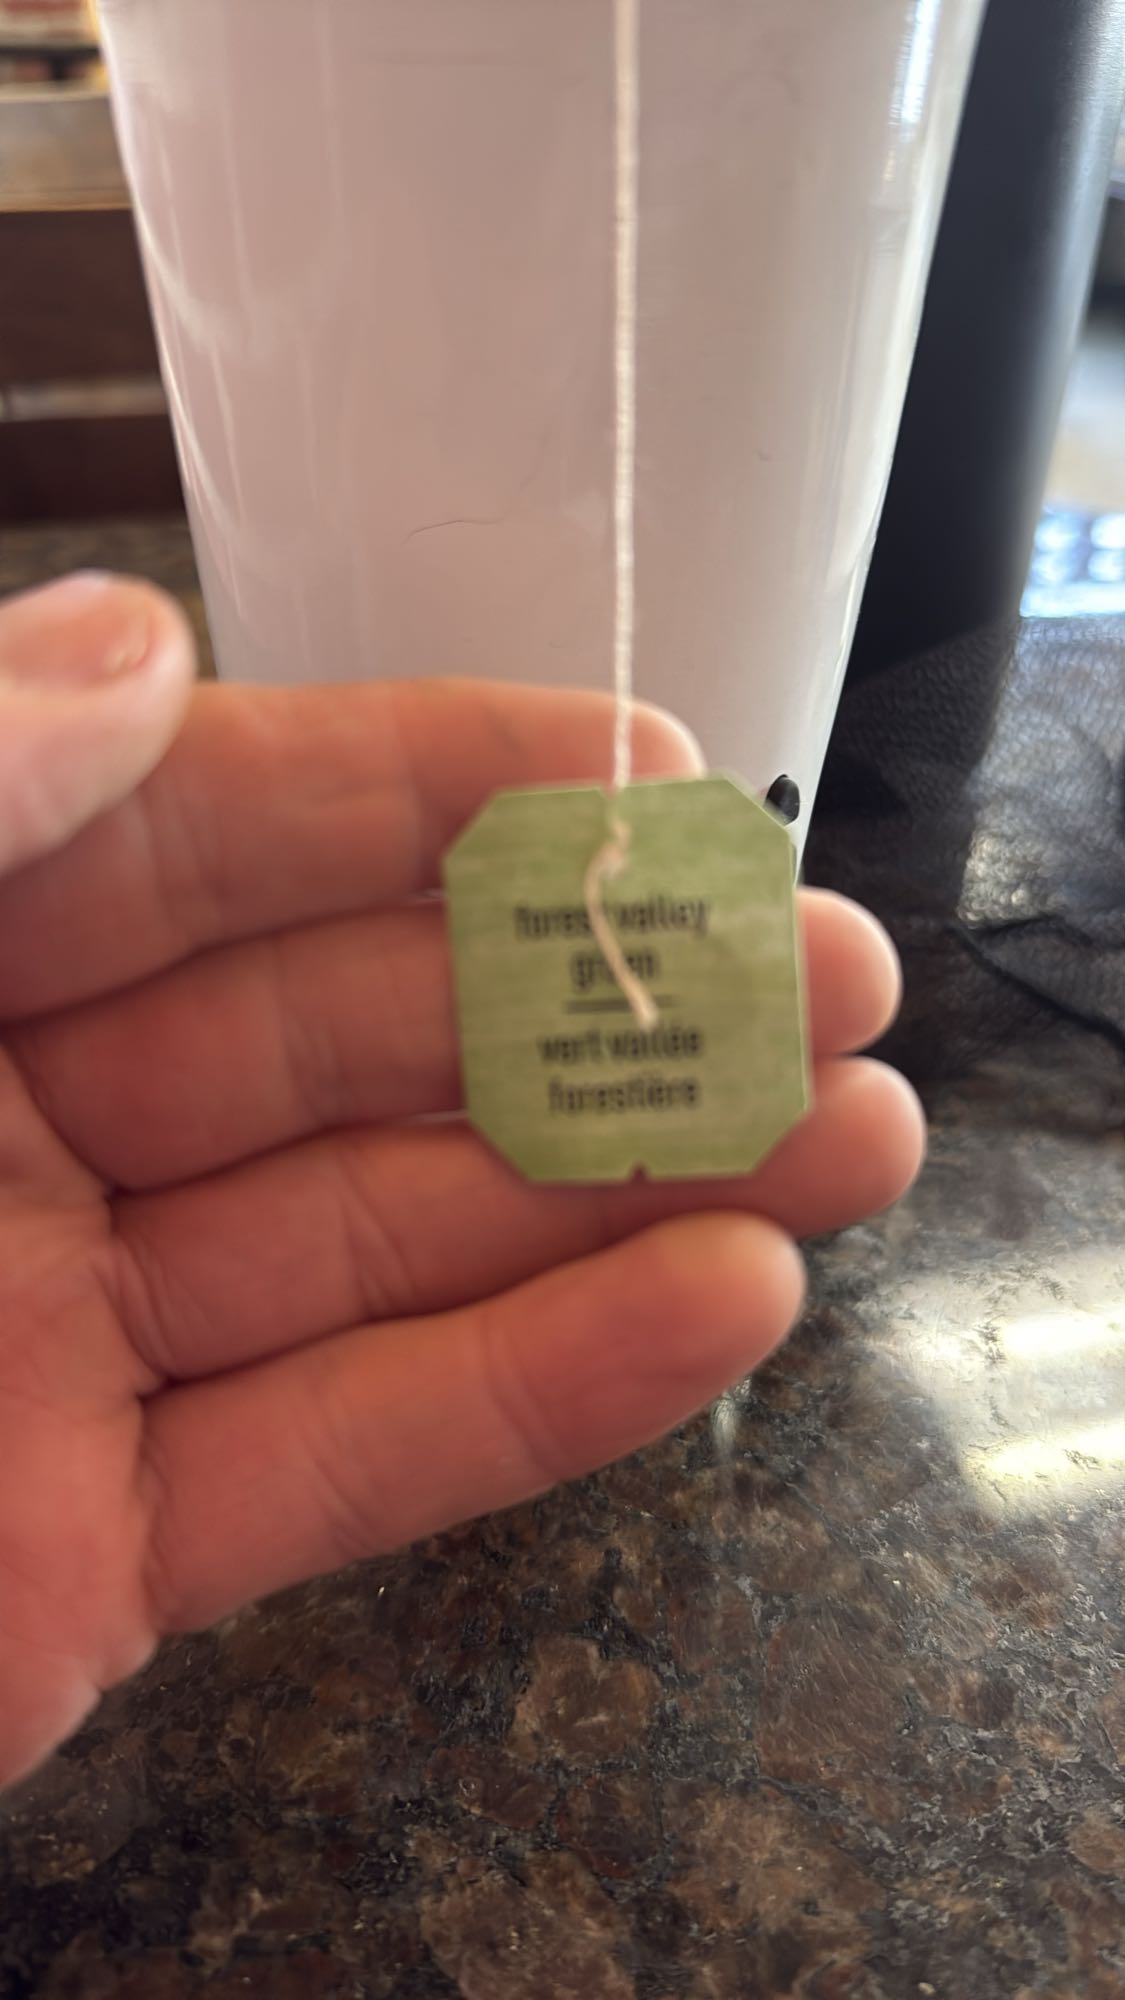 forest valley
green
vert vallée
forestière